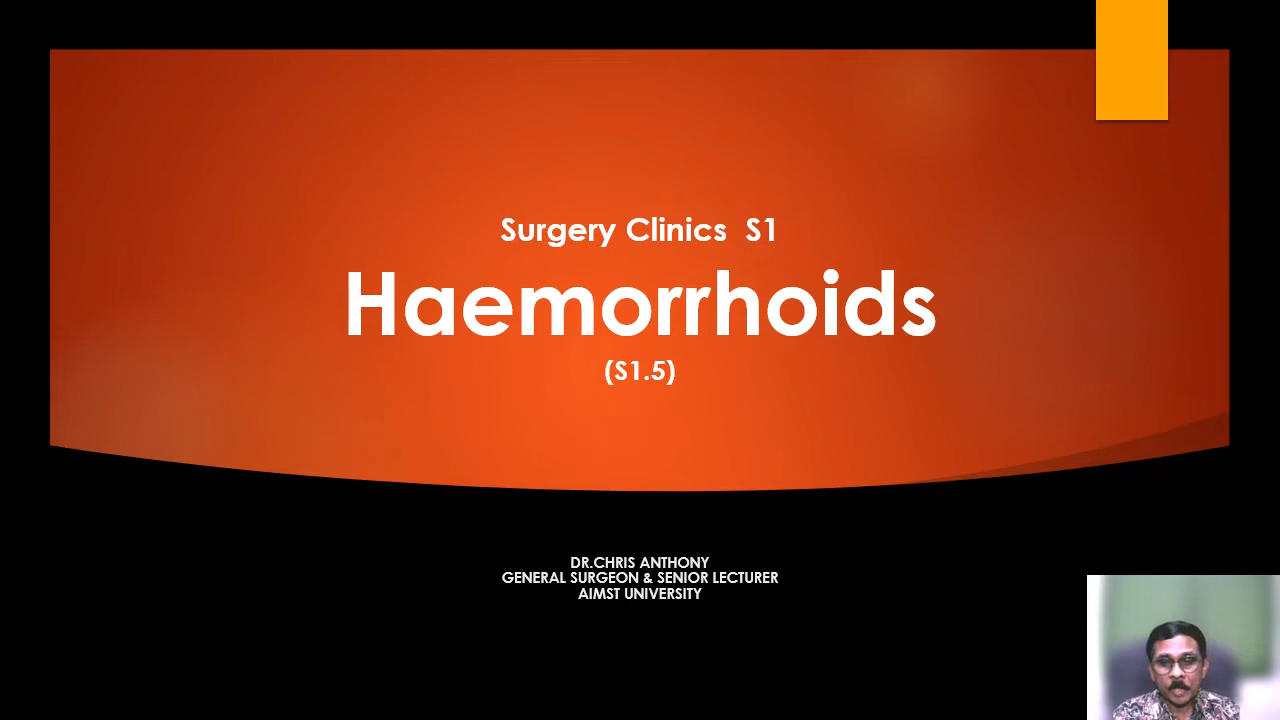 Surgery Clinics S1
Haemorrhoids
(S1.5)
DR.CHRIS ANTHONY
GENERAL SURGEON & SENIOR LECTURER
AIMST UNIVERSITY